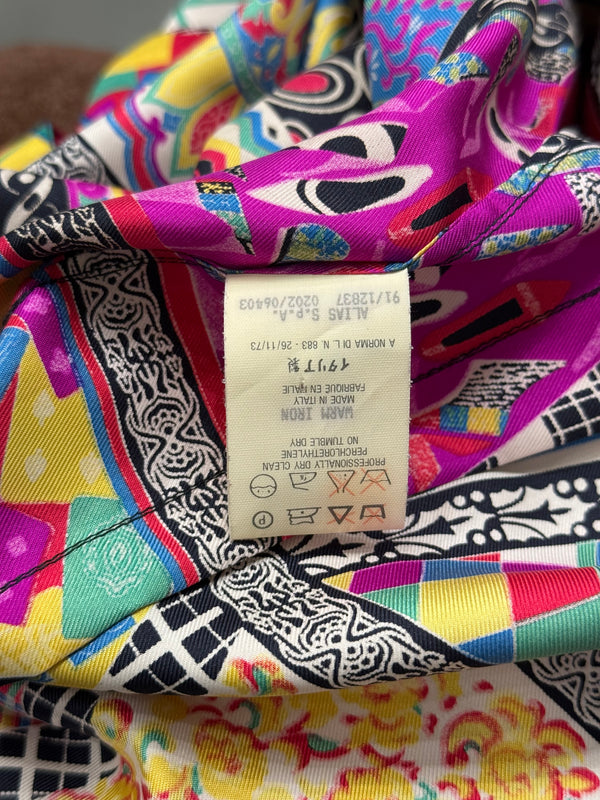 P
PROFESSIONALLY DRY CLEAN
PERCHLORETHYLENE
NO TUMBLE DRY
WARM IRON
MADE IN ITALY
FABRIQUE EN ITALIE
イタリア製
A NORMA DI L. N. 883 - 26/11/73
ALIAS S.p.A.
91/12837 0202/06403